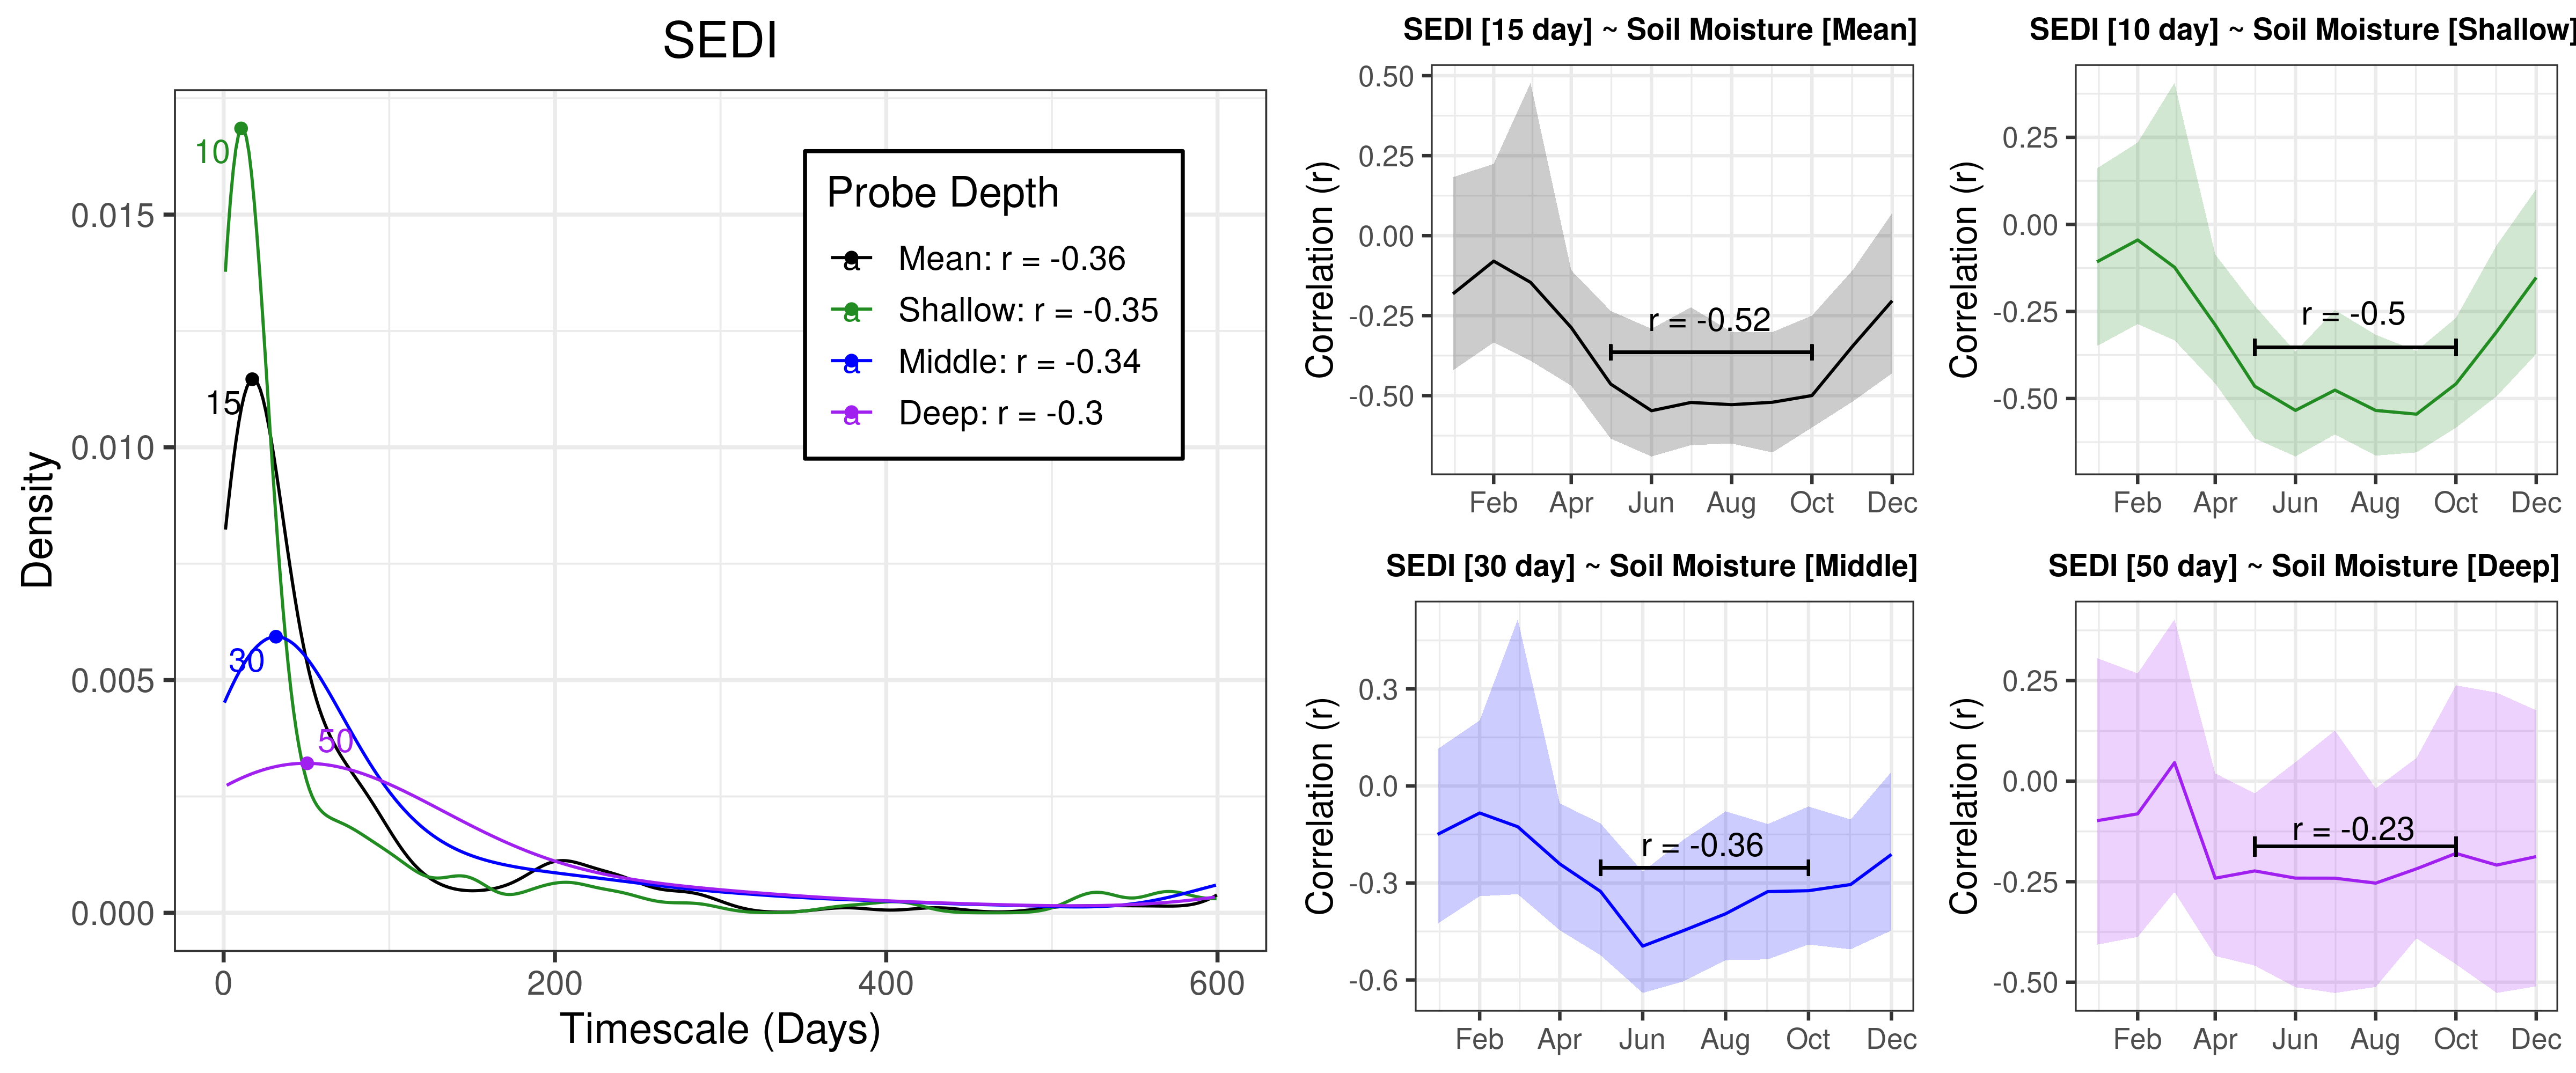 SEDI
10
15
30
50
0.015
0.010
0.005
0.000
Density
0
200
400
600
Timescale (Days)
Probe Depth
a Mean: r = -0.36
a Shallow: r = -0.35
a Middle: r = -0.34
a Deep: r = -0.3
SEDI [15 day] ~ Soil Moisture [Mean]
Correlation (r)
0.50
0.25
0.00
-0.25
-0.50
r = -0.52
Feb Apr Jun Aug Oct Dec
SEDI [10 day] ~ Soil Moisture [Shallow]
Correlation (r)
0.25
0.00
-0.25
-0.50
r = -0.5
Feb Apr Jun Aug Oct Dec
SEDI [30 day] ~ Soil Moisture [Middle]
Correlation (r)
0.3
0.0
-0.3
-0.6
r = -0.36
Feb Apr Jun Aug Oct Dec
SEDI [50 day] ~ Soil Moisture [Deep]
Correlation (r)
0.25
0.00
-0.25
-0.50
r = -0.23
Feb Apr Jun Aug Oct Dec